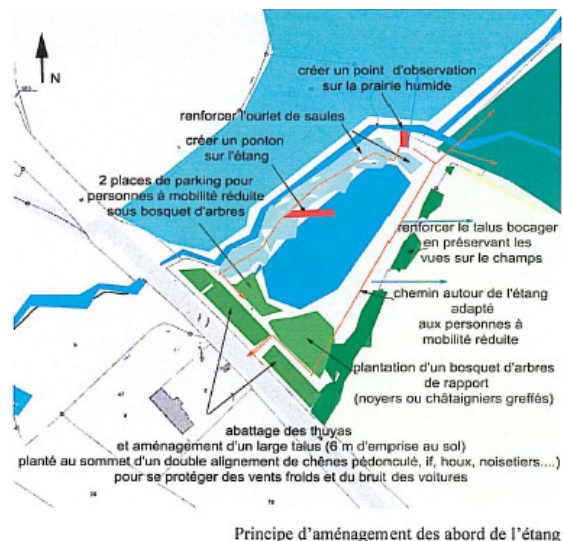 N
créer un point d'observation
sur la prairie humide
renforcer l'ourlet de saules
créer un ponton
sur l'étang
2 places de parking pour
personnes à mobilité réduite
sous bosquet d'arbres
renforcer le talus bocager
en préservant les
vues sur le champs
chemin autour de l'étang
adapté
aux personnes à
mobilité réduite
plantation d'un bosquet d'arbres
de rapport
(noyers ou châtaigniers greffés)
abattage des thuyas
et aménagement d'un large talus (6 m d'emprise au sol)
planté au sommet d'un double alignement de chênes pédonculé, if, houx, noisetiers....)
pour se protéger des vents froids et du bruit des voitures
Principe d'aménagement des abord de l'étang